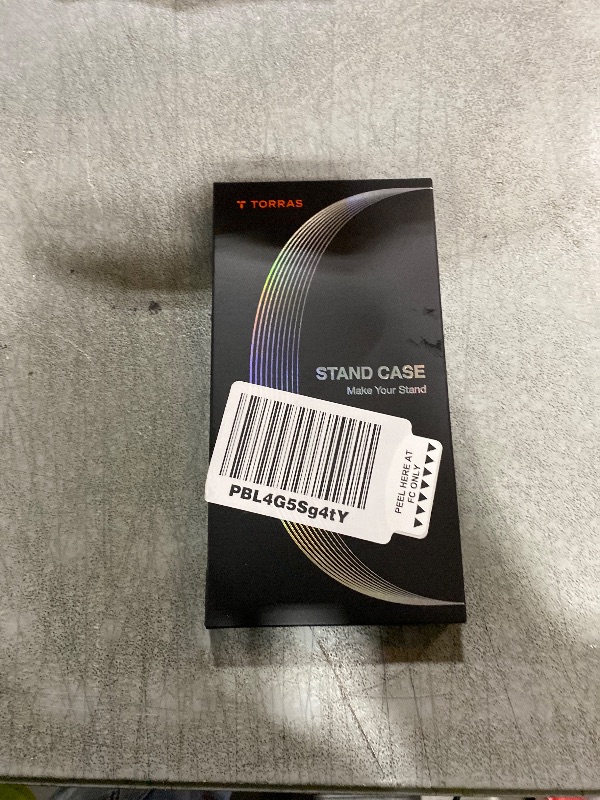 TORRAS
STAND CASE
Make Your Stand
PBL4G5Sg4tY
PEEL HERE AT
FC ONLY